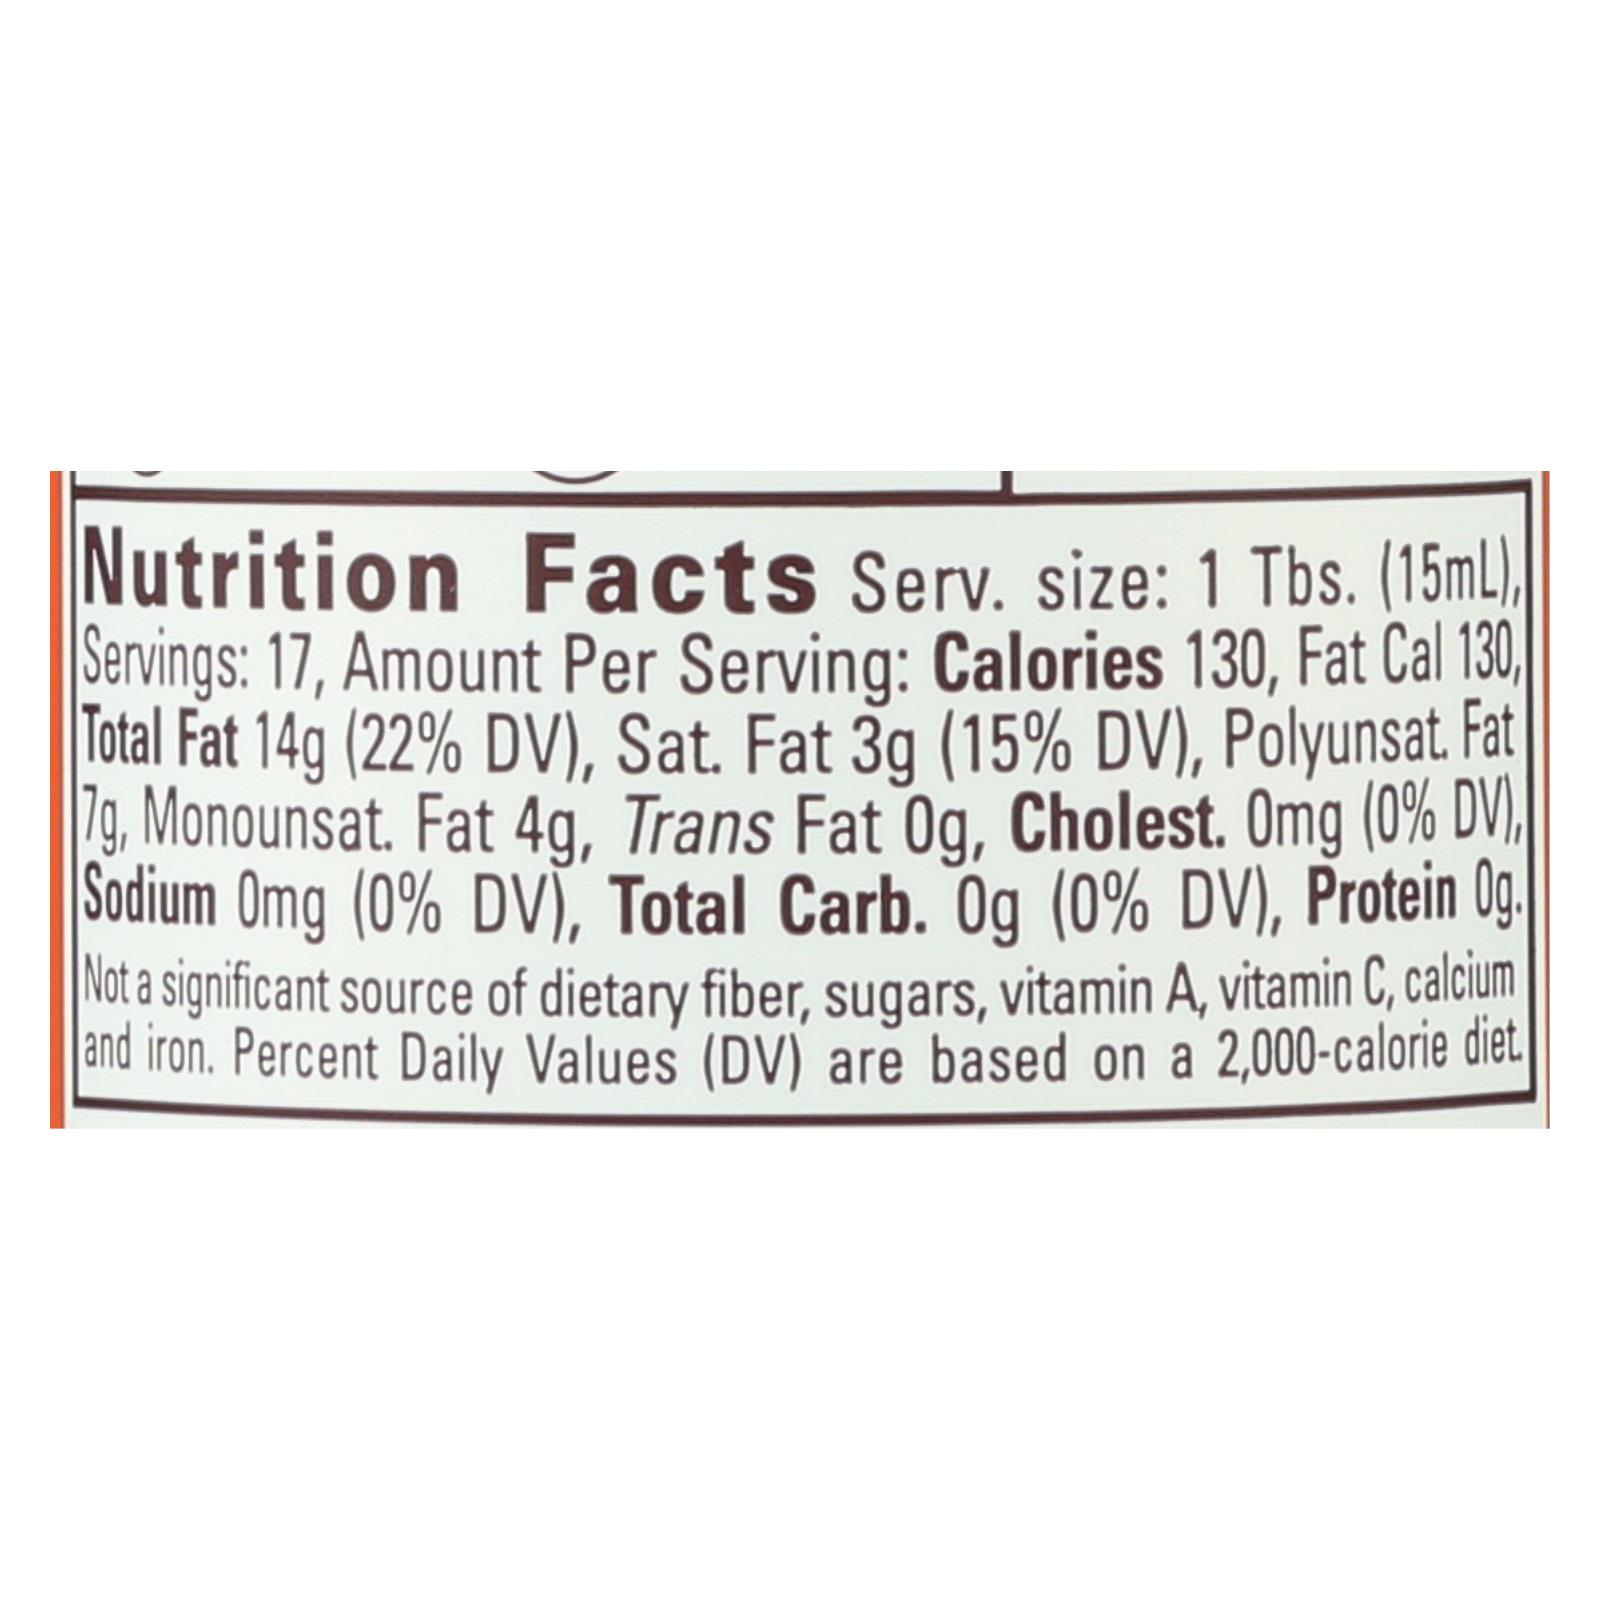 Nutrition Facts Serv. size: 1 Tbs. (15mL),
Servings: 17, Amount Per Serving: Calories 130, Fat Cal 130,
Total Fat 14g (22% DV), Sat. Fat 3g (15% DV), Polyunsat. Fat
7g, Monounsat. Fat 4g, Trans Fat 0g, Cholest. 0mg (0% DV),
Sodium 0mg (0% DV), Total Carb. 0g (0% DV), Protein 0g.
Not a significant source of dietary fiber, sugars, vitamin A, vitamin C, calcium
and iron. Percent Daily Values (DV) are based on a 2,000-calorie diet.